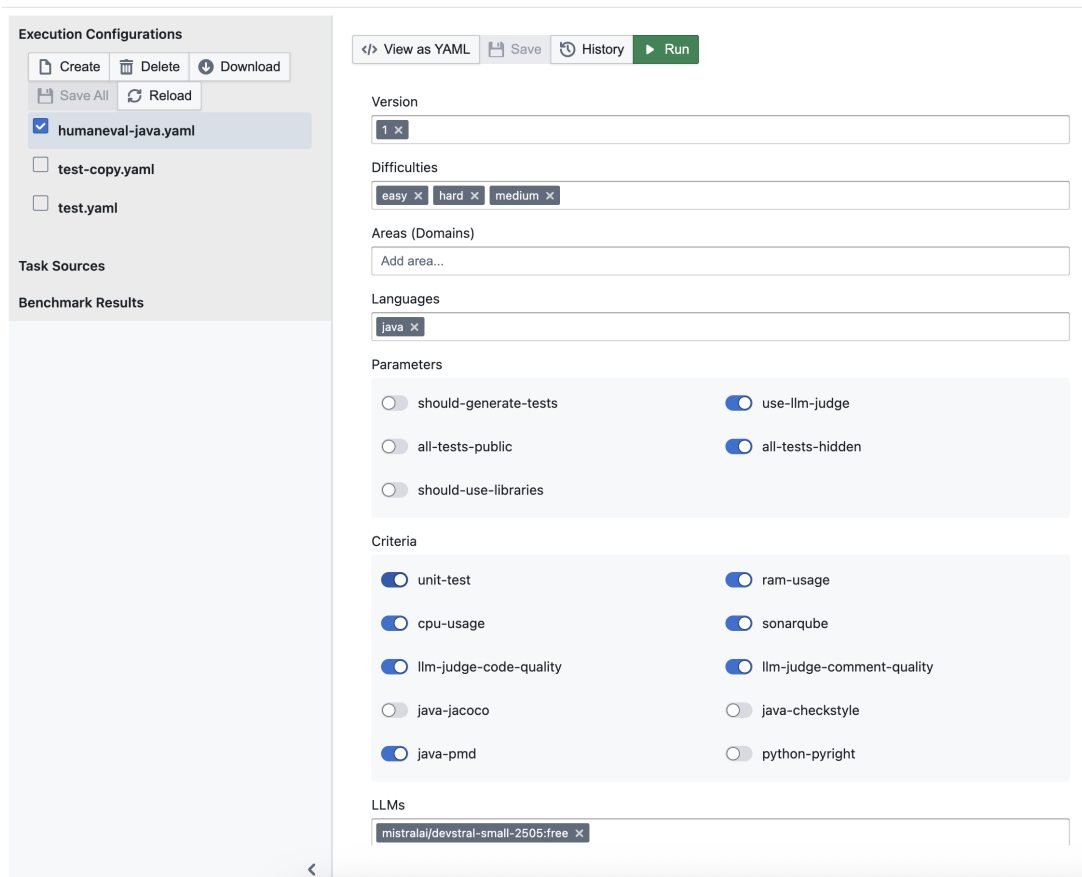 Execution Configurations
Create Delete Download
Save All Reload
humaneval-java.yaml
test-copy.yaml
test.yaml
Task Sources
Benchmark Results
</> View as YAML Save History Run
Version
1 ×
Difficulties
easy × hard × medium ×
Areas (Domains)
Add area...
Languages
java ×
Parameters
should-generate-tests use-llm-judge
all-tests-public all-tests-hidden
should-use-libraries
Criteria
unit-test ram-usage
cpu-usage sonarqube
llm-judge-code-quality llm-judge-comment-quality
java-jacoco java-checkstyle
java-pmd python-pyright
LLMs
mistralai/devstral-small-2505:free ×